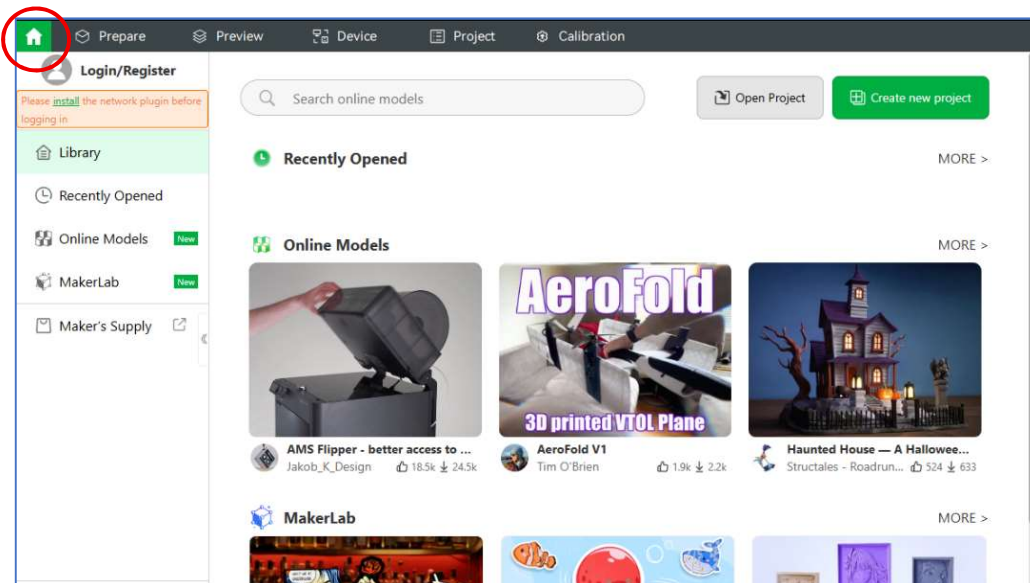 Prepare
Preview
Device
Project
Calibration
Login/Register
Please install the network plugin before
logging in
Search online models
Open Project
Create new project
Library
Recently Opened
Online Models New
MakerLab New
Maker's Supply
Recently Opened
MORE >
Online Models
MORE >
AeroFold
3D printed VTOL Plane
AMS Flipper - better access to ...
Jakob_K_Design 18.5k 24.5k
AeroFold V1
Tim O'Brien 1.9k 2.2k
Haunted House — A Hallowee...
Structales - Roadrun... 524 633
MakerLab
MORE >